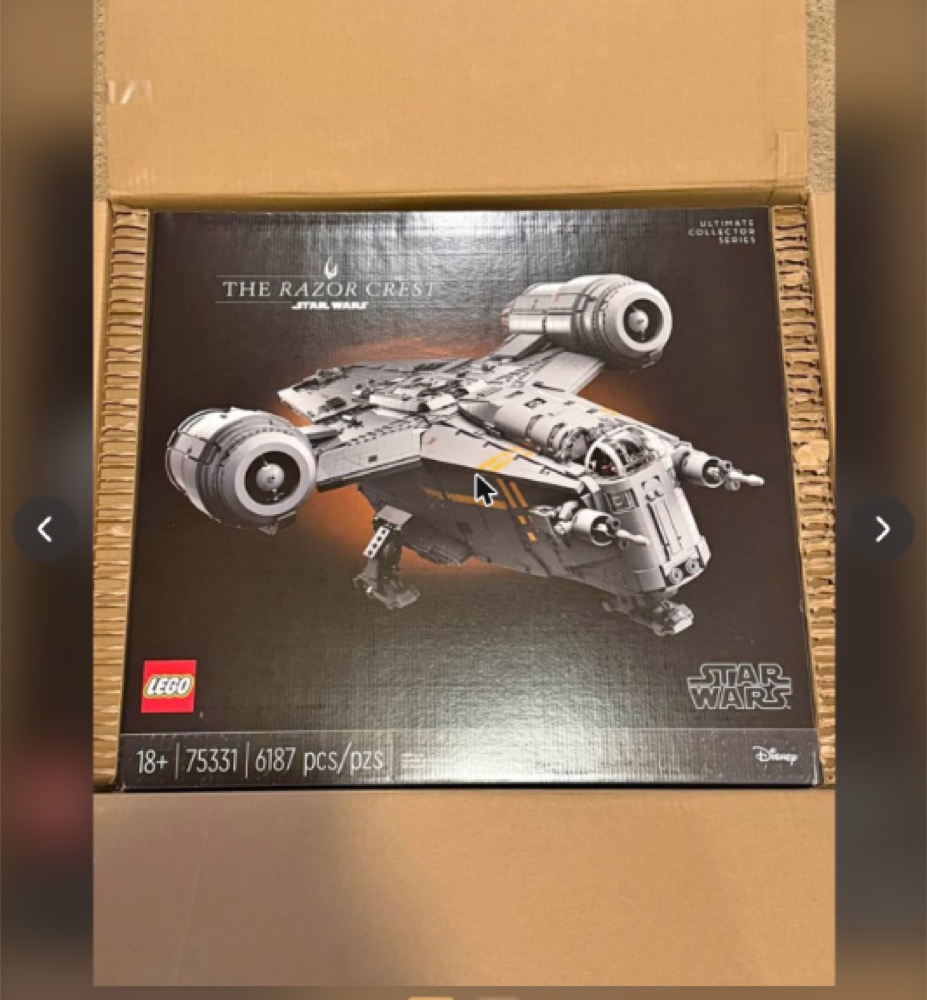 ULTIMATE
COLLECTOR
SERIES
THE RAZOR CREST
STAR WARS
LEGO
STAR
WARS
18+ | 75331 | 6187 pcs/pzs
Disney